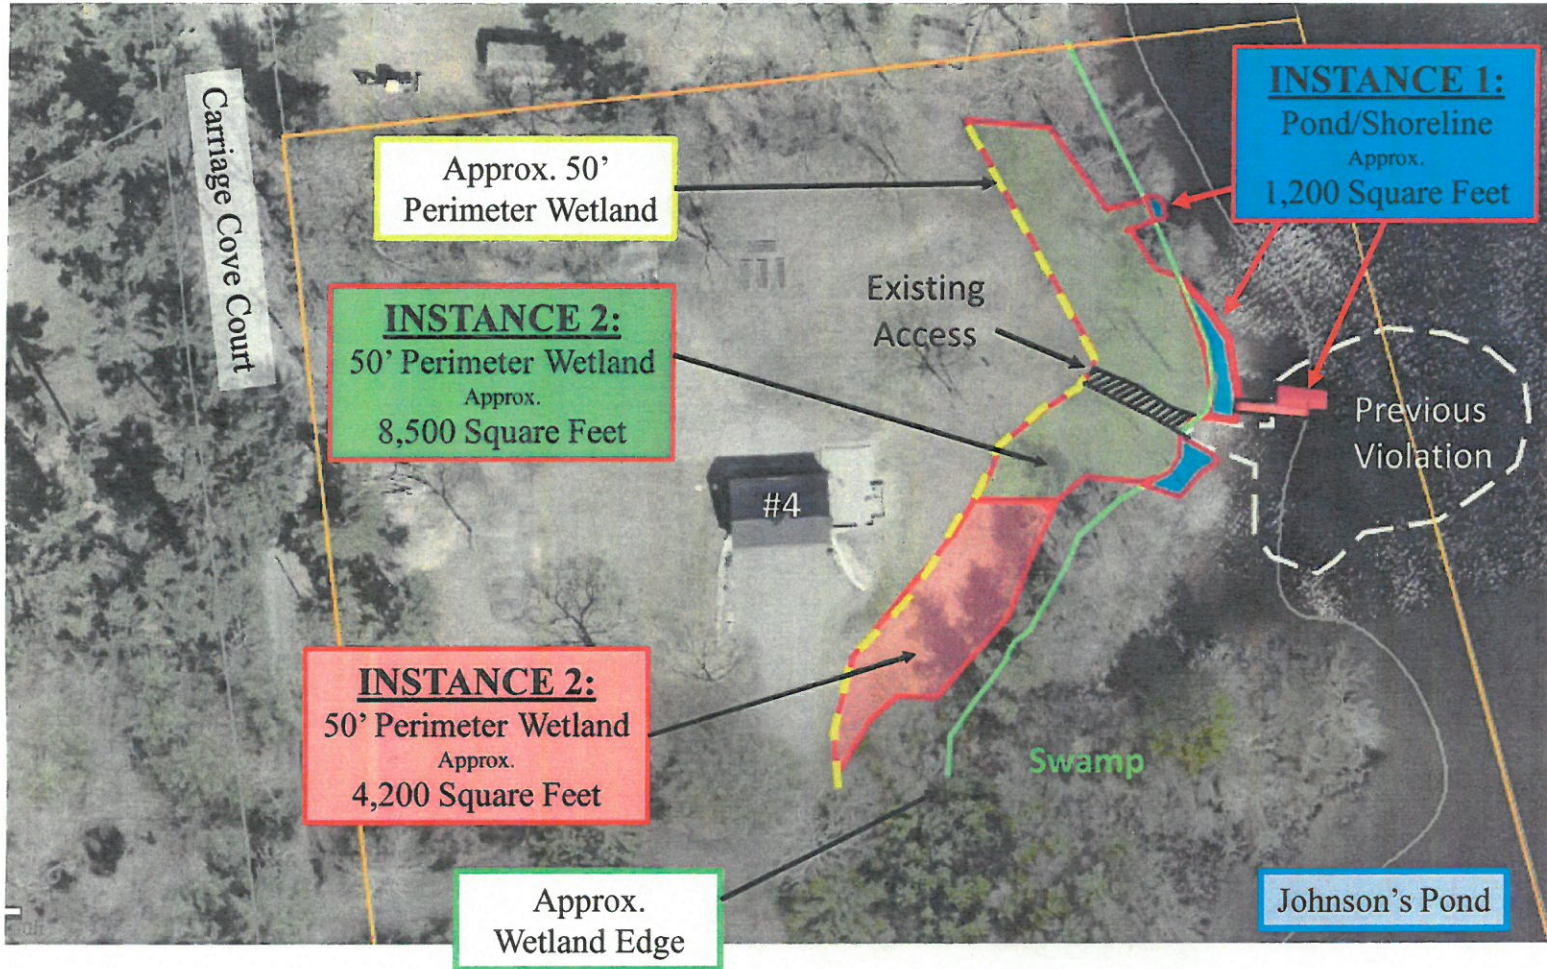 Carriage Cove Court
Approx. 50’
Perimeter Wetland
INSTANCE 1:
Pond/Shoreline
Approx.
1,200 Square Feet
Existing
Access
INSTANCE 2:
50’ Perimeter Wetland
Approx.
8,500 Square Feet
Previous
Violation
#4
INSTANCE 2:
50’ Perimeter Wetland
Approx.
4,200 Square Feet
Swamp
Approx.
Wetland Edge
Johnson’s Pond